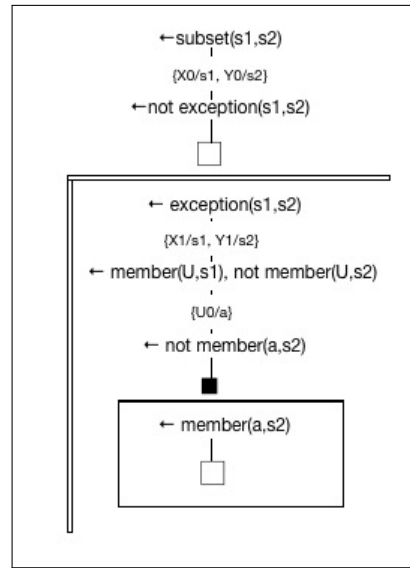 ←subset(s1,s2)
{X0/s1, Y0/s2}
←not exception(s1,s2)
← exception(s1,s2)
{X1/s1, Y1/s2}
← member(U,s1), not member(U,s2)
{U0/a}
← not member(a,s2)
← member(a,s2)